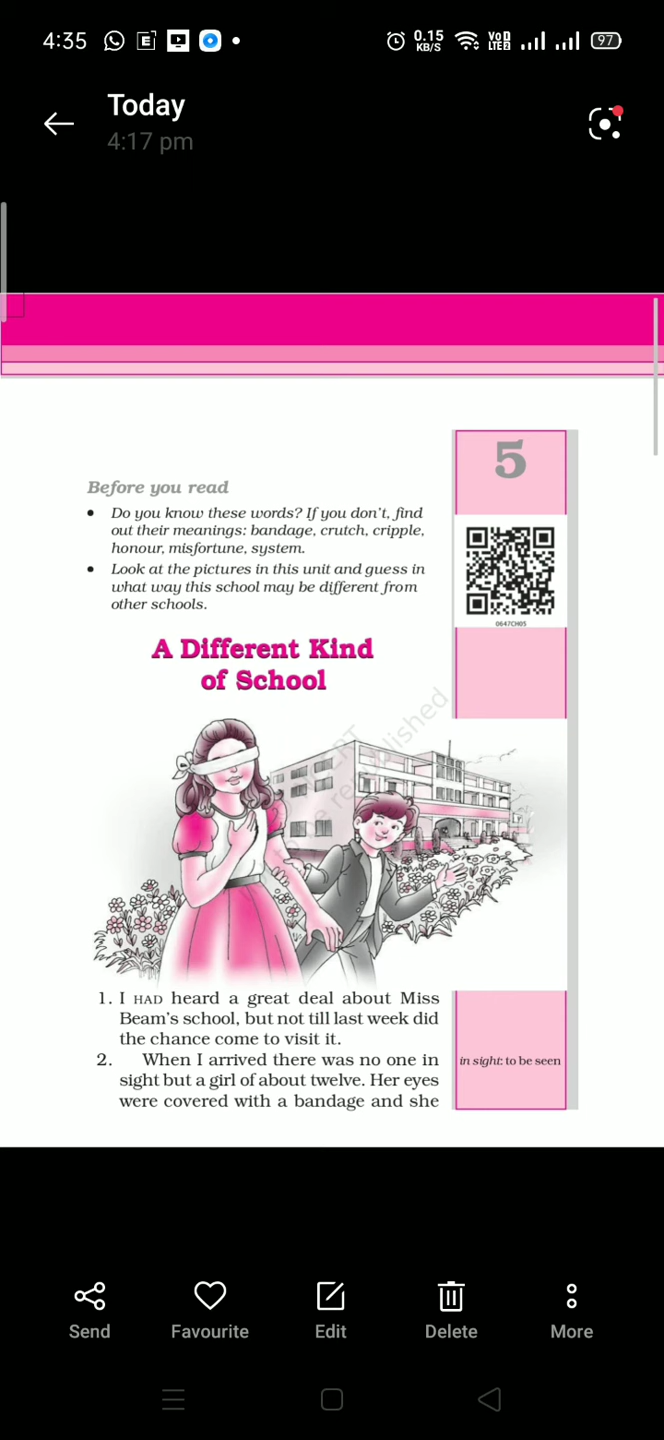 4:35
0.15
KB/S
Vo D
LTE 2
97
Today
4:17 pm
5
Before you read
• Do you know these words? If you don't, find
out their meanings: bandage, crutch, cripple,
honour, misfortune, system.
• Look at the pictures in this unit and guess in
what way this school may be different from
other schools.
0647CH05
A Different Kind
of School
1. I HAD heard a great deal about Miss
Beam's school, but not till last week did
the chance come to visit it.
2. When I arrived there was no one in
sight but a girl of about twelve. Her eyes
were covered with a bandage and she
in sight: to be seen
Send
Favourite
Edit
Delete
More